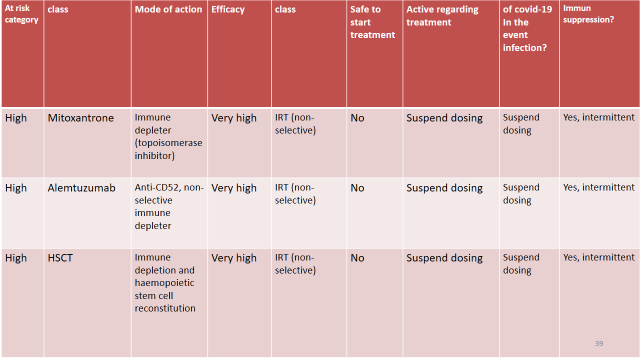 At risk
category
class
Mode of action
Efficacy
class
Safe to
start
treatment
Active regarding
treatment
of covid-19
In the
event
infection?
Immun
suppression?
High
Mitoxantrone
Immune
depleter
(topoisomerase
inhibitor)
Very high
IRT (non-
selective)
No
Suspend dosing
Suspend
dosing
Yes, intermittent
High
Alemtuzumab
Anti-CD52, non-
selective
immune
depleter
Very high
IRT (non-
selective)
No
Suspend dosing
Suspend
dosing
Yes, intermittent
High
HSCT
Immune
depletion and
haemopoietic
stem cell
reconstitution
Very high
IRT (non-
selective)
No
Suspend dosing
Suspend
dosing
Yes, intermittent
39